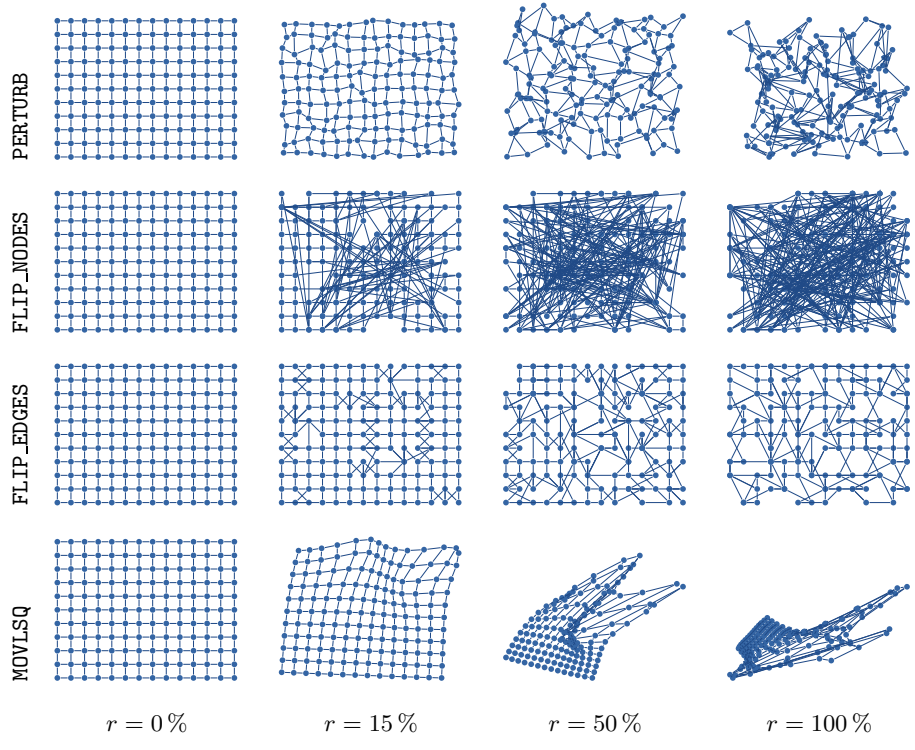 PERTURB
FLIP_NODES
FLIP_EDGES
MOVLSQ
r = 0 % r = 15 % r = 50 % r = 100 %